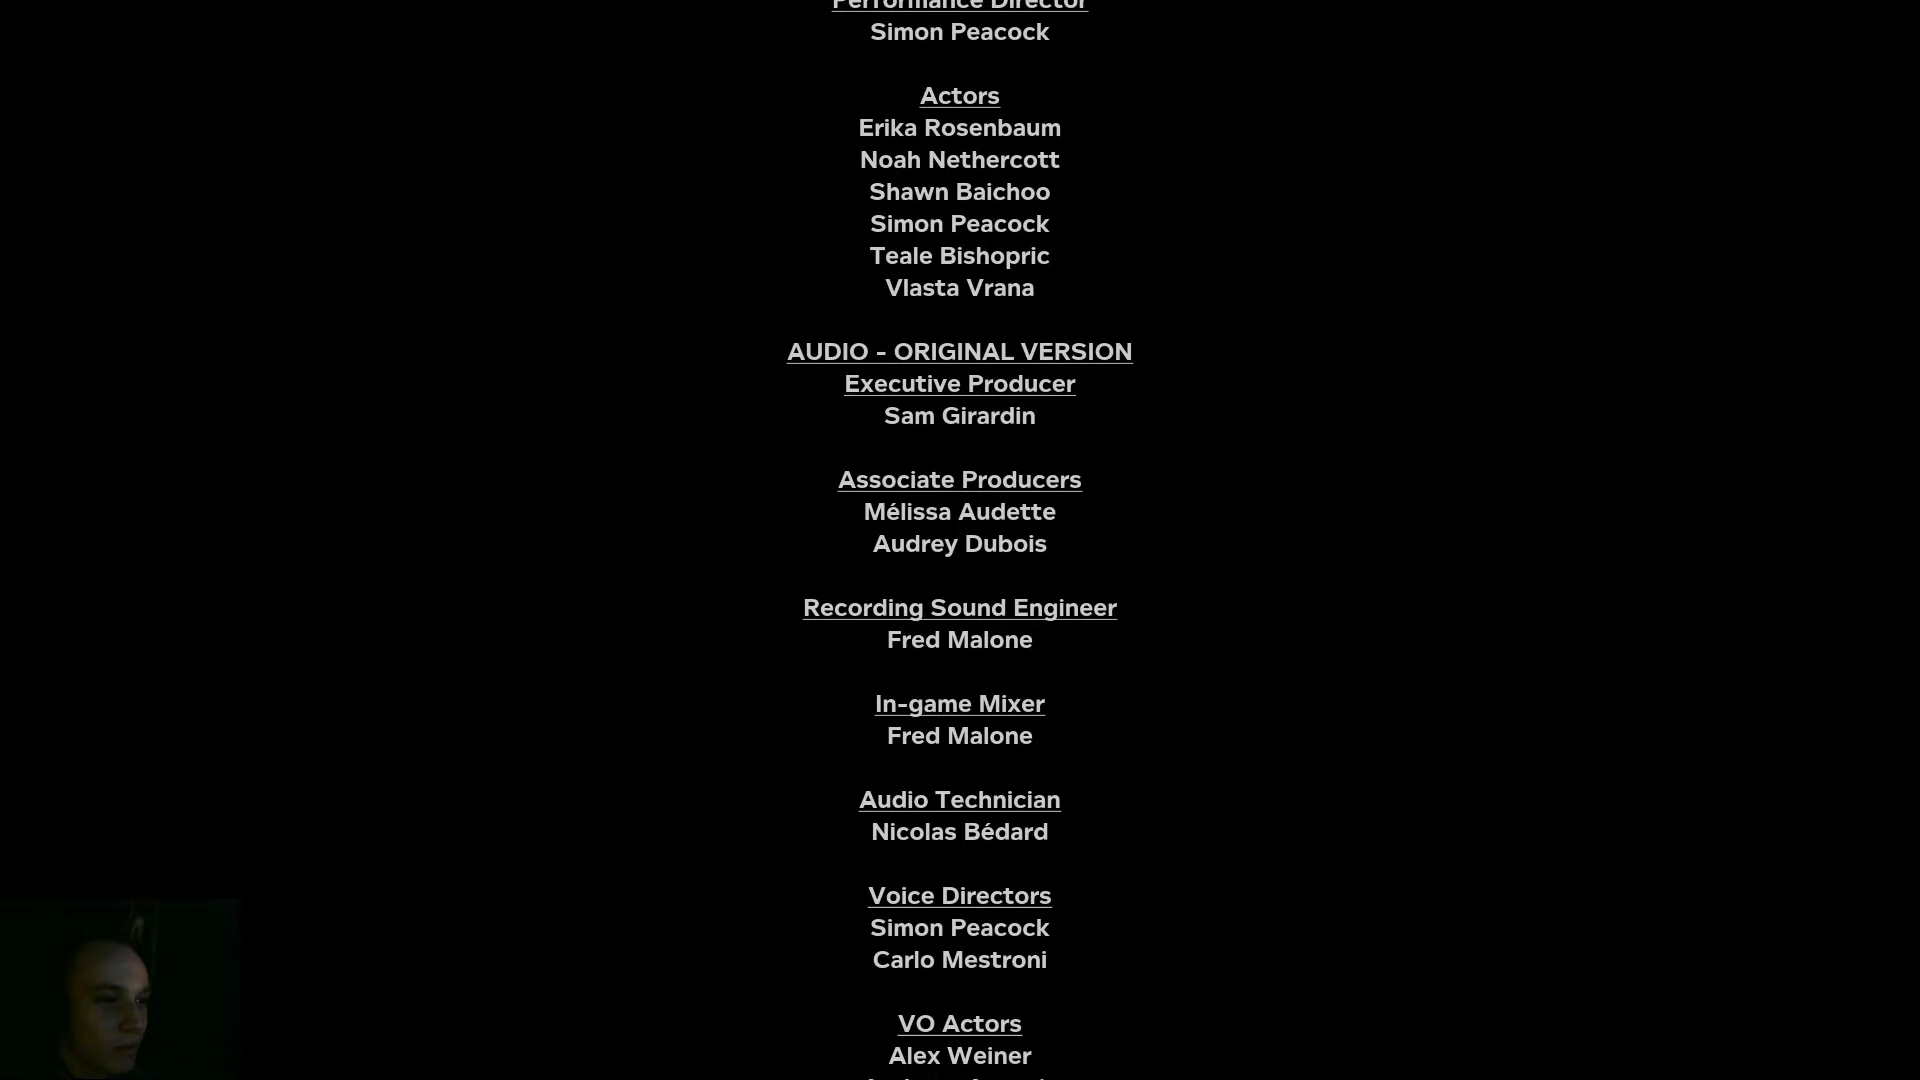 Performance Director
Simon Peacock
Actors
Erika Rosenbaum
Noah Nethercott
Shawn Baichoo
Simon Peacock
Teale Bishopric
Vlasta Vrana
AUDIO - ORIGINAL VERSION
Executive Producer
Sam Girardin
Associate Producers
Mélissa Audette
Audrey Dubois
Recording Sound Engineer
Fred Malone
In-game Mixer
Fred Malone
Audio Technician
Nicolas Bédard
Voice Directors
Simon Peacock
Carlo Mestroni
VO Actors
Alex Weiner